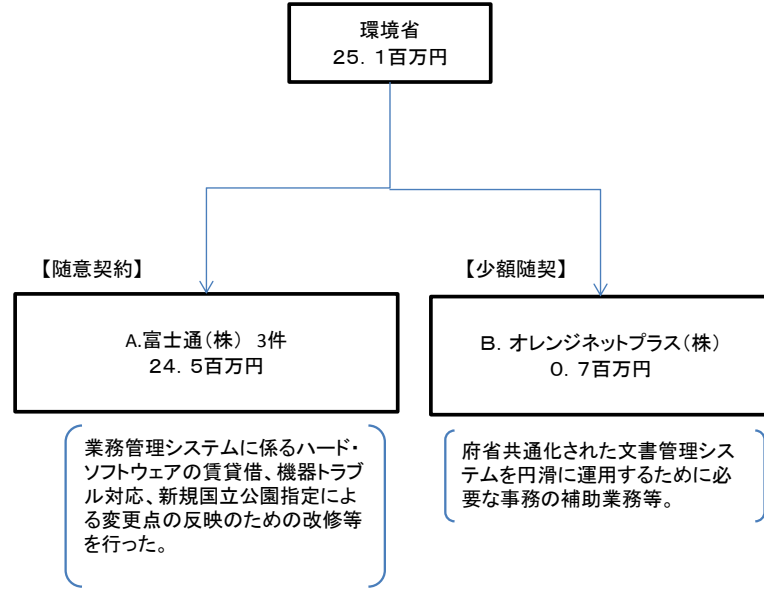 環境省
２５．１百万円
【随意契約】
【少額随契】
A.富士通（株）　3件
２４．５百万円
Ｂ．オレンジネットプラス（株）
０．７百万円
業務管理システムに係るハード・
ソフトウェアの賃貸借、機器トラブ
ル対応、新規国立公園指定によ
る変更点の反映のための改修等
を行った。
府省共通化された文書管理シス
テムを円滑に運用するために必
要な事務の補助業務等。